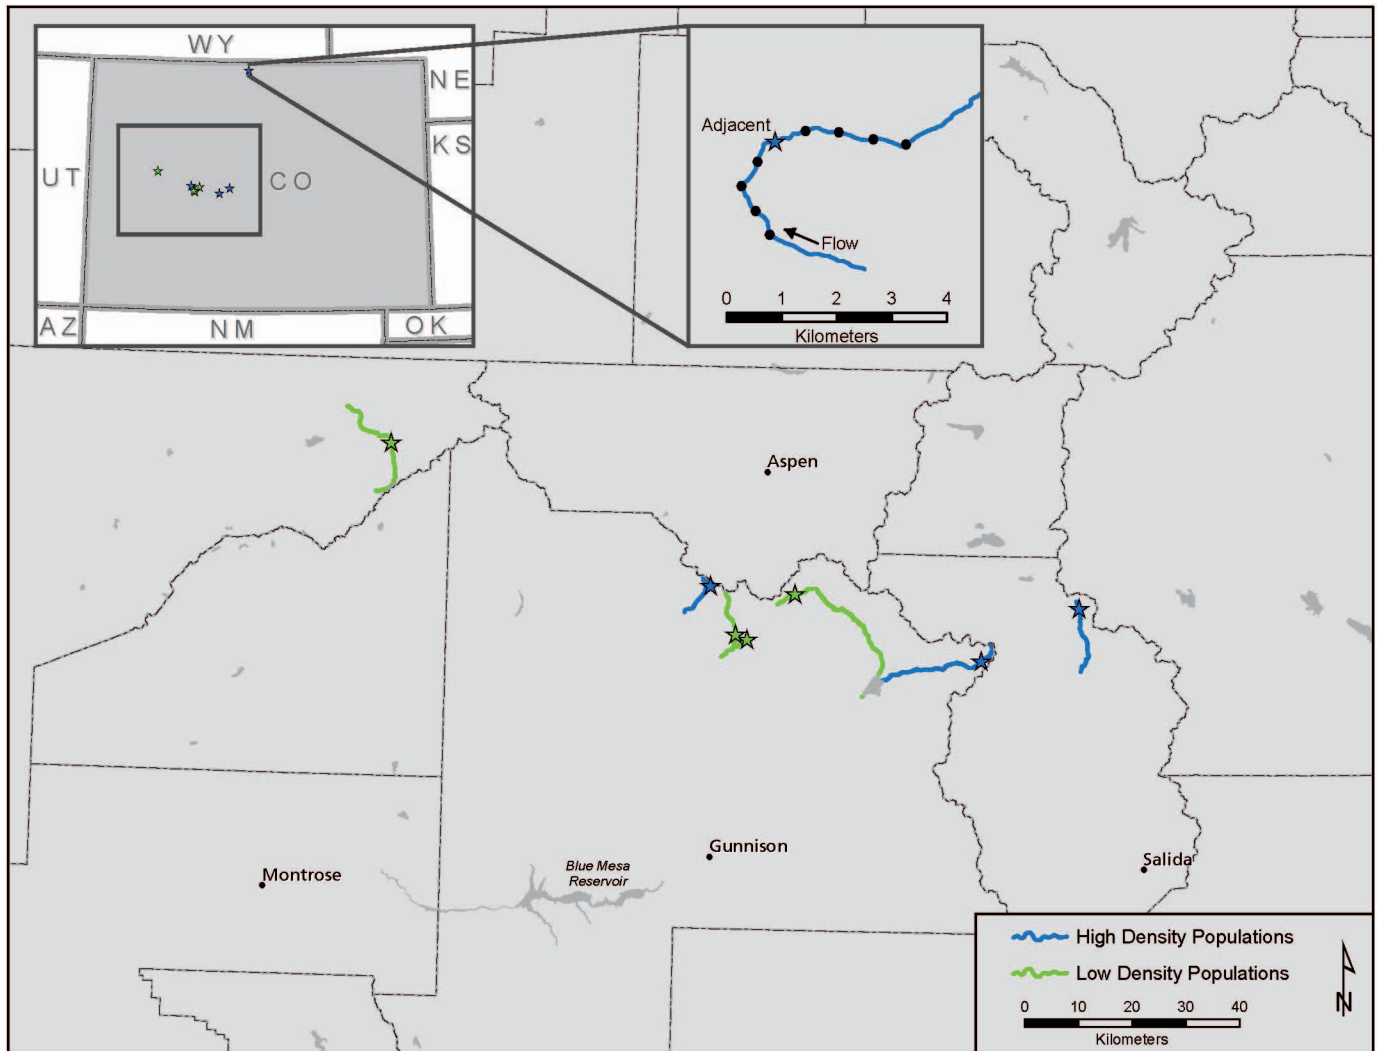 WY
NE
KS
UT
CO
AZ
NM
OK
Adjacent
Flow
0 1 2 3 4
Kilometers
Aspen
Gunnison
Blue Mesa
Reservoir
Montrose
Salida
High Density Populations
Low Density Populations
0 10 20 30 40
Kilometers
N